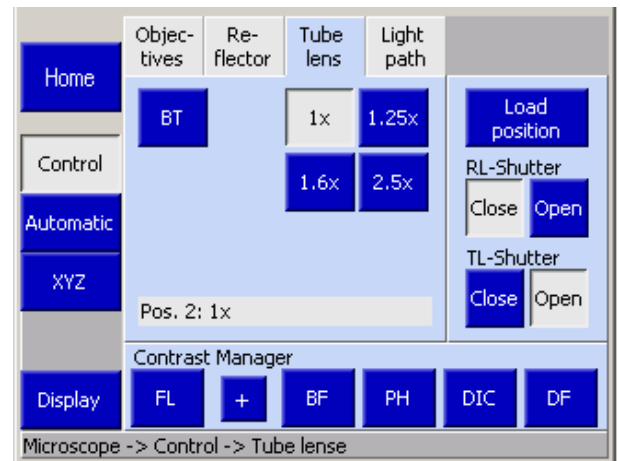 Home
Control
Automatic
XYZ
Display
Objec-
tives
Re-
flector
Tube
lens
Light
path
BT
1x
1.25x
1.6x
2.5x
Pos. 2: 1x
Load
position
RL-Shutter
Close
Open
TL-Shutter
Close
Open
Contrast Manager
FL
+
BF
PH
DIC
DF
Microscope -> Control -> Tube lense